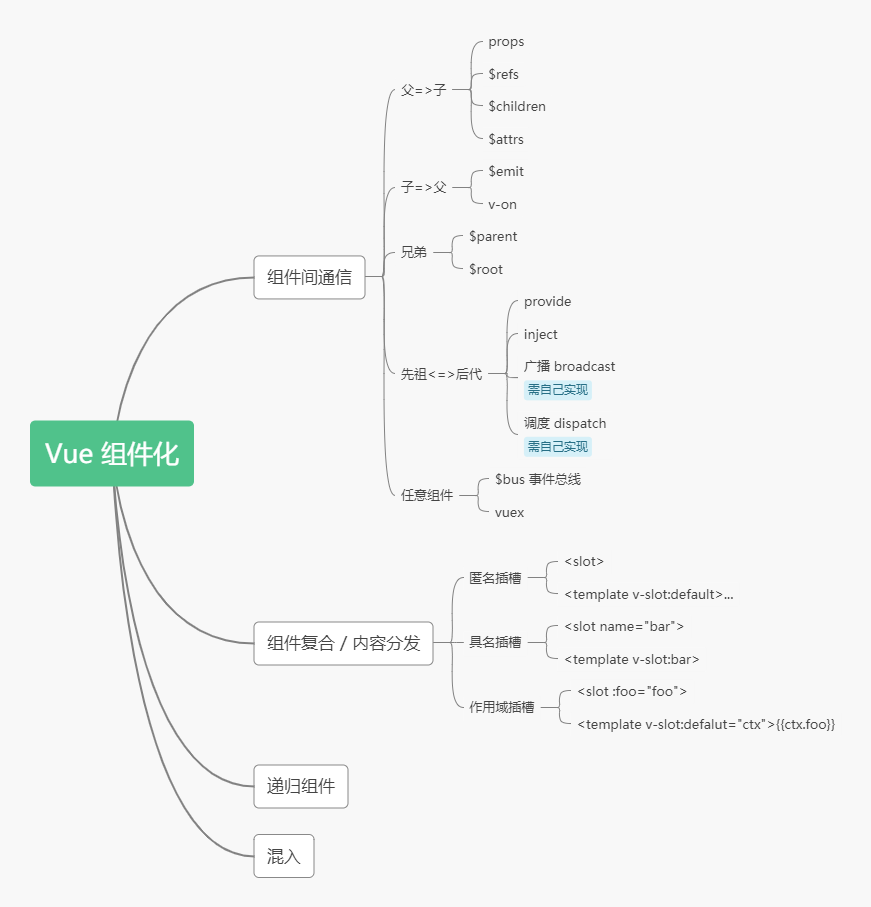 Vue 组件化
组件间通信
父=>子
props
$refs
$children
$attrs
子=>父
$emit
v-on
兄弟
$parent
$root
先祖<=>后代
provide
inject
广播 broadcast
需自己实现
调度 dispatch
需自己实现
任意组件
$bus 事件总线
vuex
组件复合 / 内容分发
匿名插槽
<slot>
<template v-slot:default>...
具名插槽
<slot name="bar">
<template v-slot:bar>
作用域插槽
<slot :foo="foo">
<template v-slot:defalut="ctx">{{ctx.foo}}
递归组件
混入